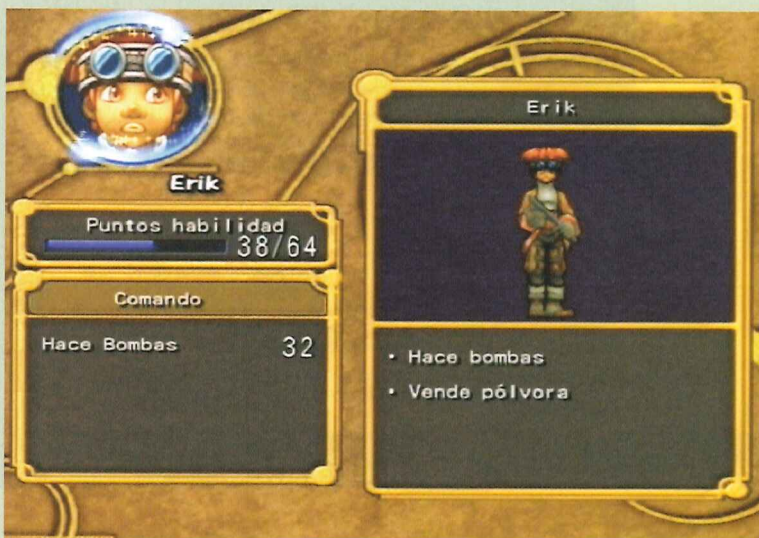 Erik
Puntos habilidad
38/64
Comando
Hace Bombas 32
Erik
• Hace bombas
• Vende pólvora